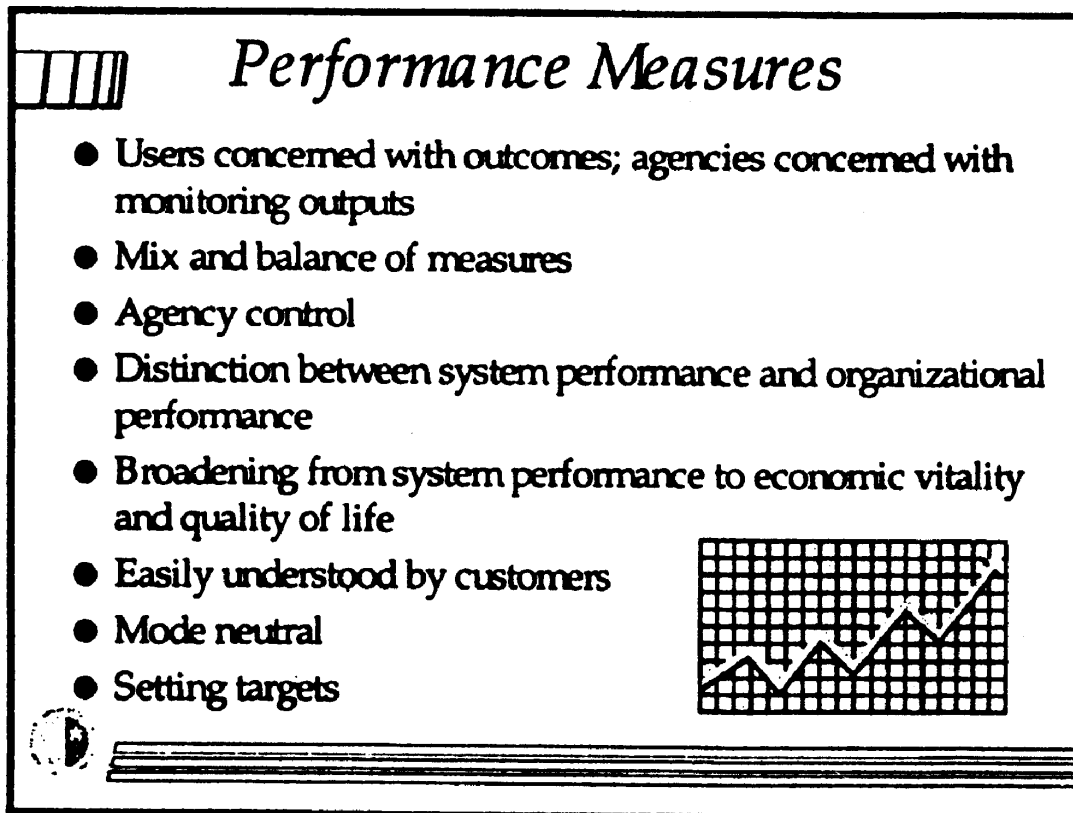 Performance Measures
● Users concerned with outcomes; agencies concerned with
monitoring outputs
● Mix and balance of measures
● Agency control
● Distinction between system performance and organizational
performance
● Broadening from system performance to economic vitality
and quality of life
● Easily understood by customers
● Mode neutral
● Setting targets